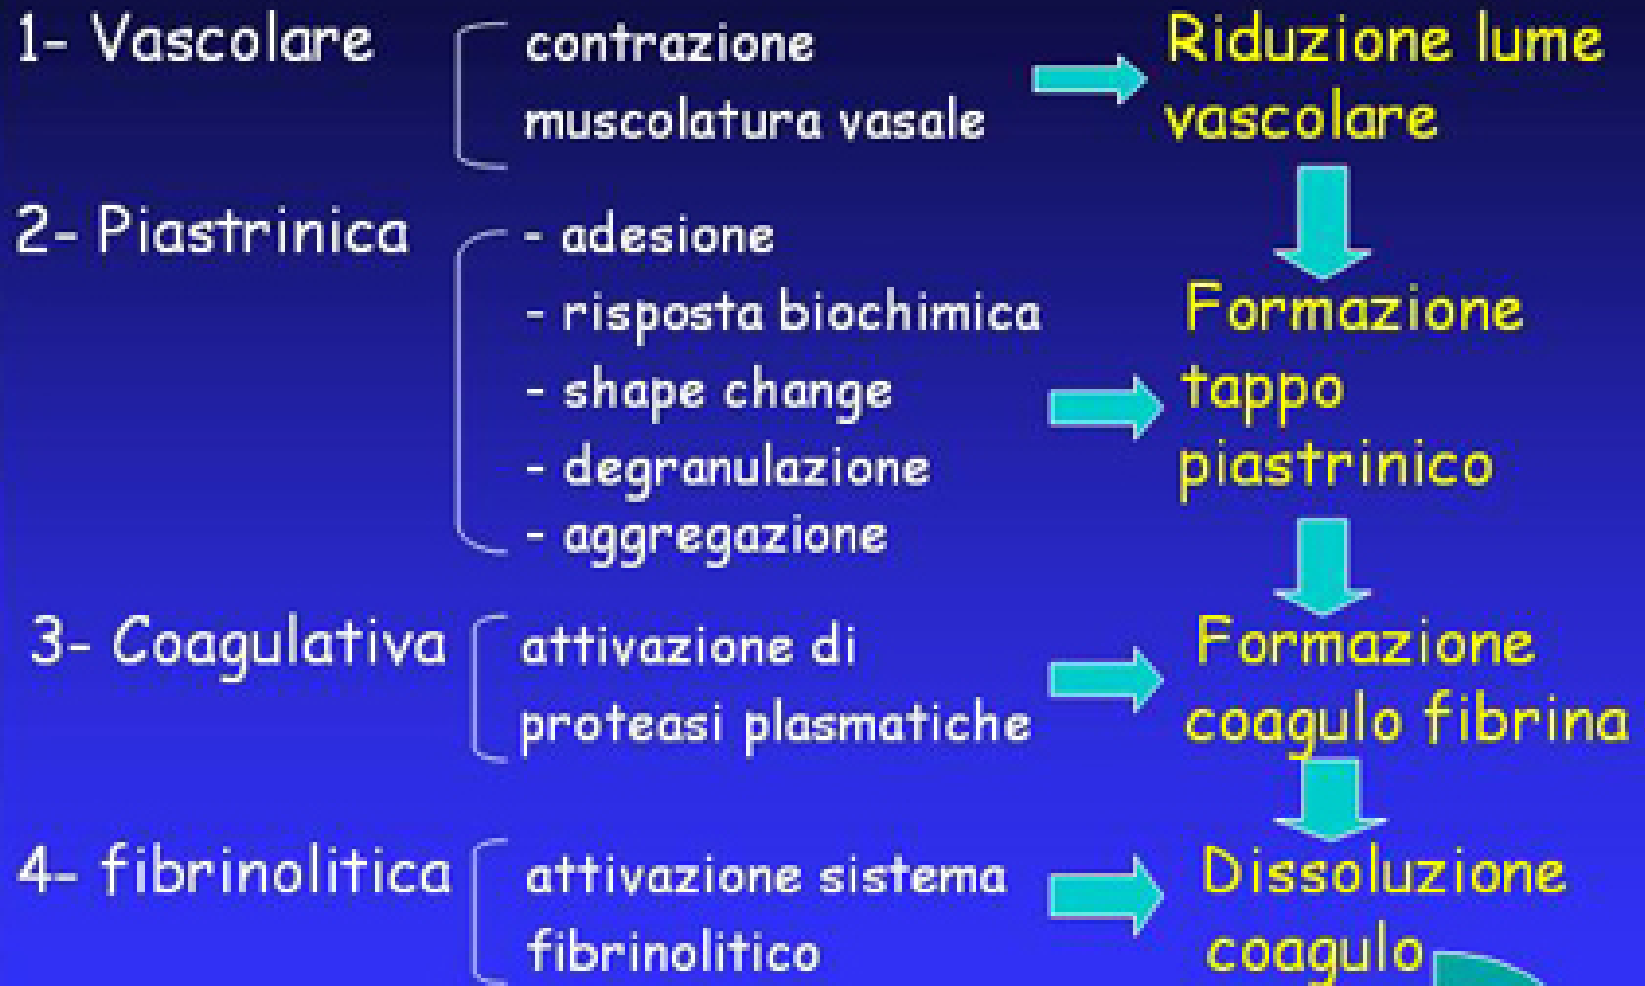 1- Vascolare
contrazione
muscolatura vasale
Riduzione lume
vascolare
2- Piastrinica
- adesione
- risposta biochimica
- shape change
- degranulazione
- aggregazione
Formazione
tappo
piastrinico
3- Coagulativa
attivazione di
proteasi plasmatiche
Formazione
coagulo fibrina
4- fibrinolitica
attivazione sistema
fibrinolitico
Dissoluzione
coagulo